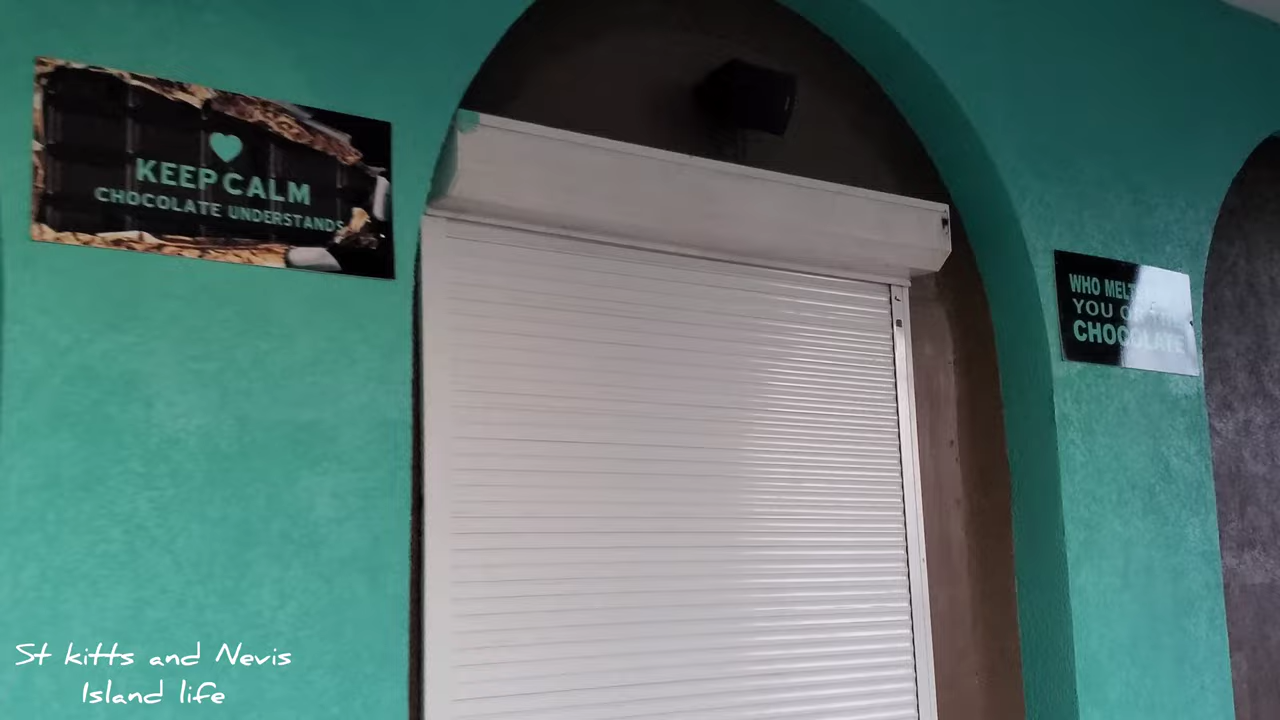 KEEP CALM
CHOCOLATE UNDERSTANDS
WHO MELT
YOU
CHOCOLATE
St kitts and Nevis
Island life